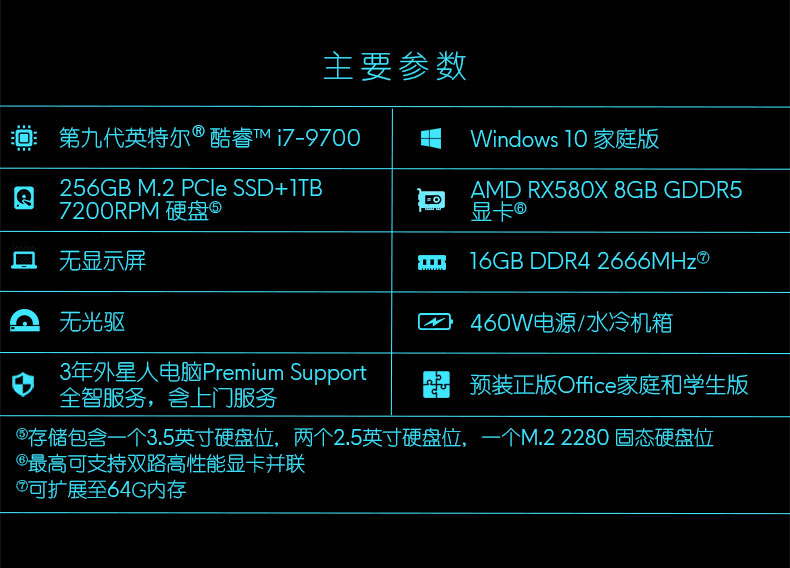 主要参数
第九代英特尔® 酷睿™ i7-9700
Windows 10 家庭版
256GB M.2 PCIe SSD+1TB
7200RPM 硬盘⑤
AMD RX580X 8GB GDDR5
显卡⑥
无显示屏
16GB DDR4 2666MHz⑦
无光驱
460W电源/水冷机箱
3年外星人电脑Premium Support
全智服务，含上门服务
预装正版Office家庭和学生版
⑤存储包含一个3.5英寸硬盘位，两个2.5英寸硬盘位，一个M.2 2280 固态硬盘位
⑥最高可支持双路高性能显卡并联
⑦可扩展至64G内存